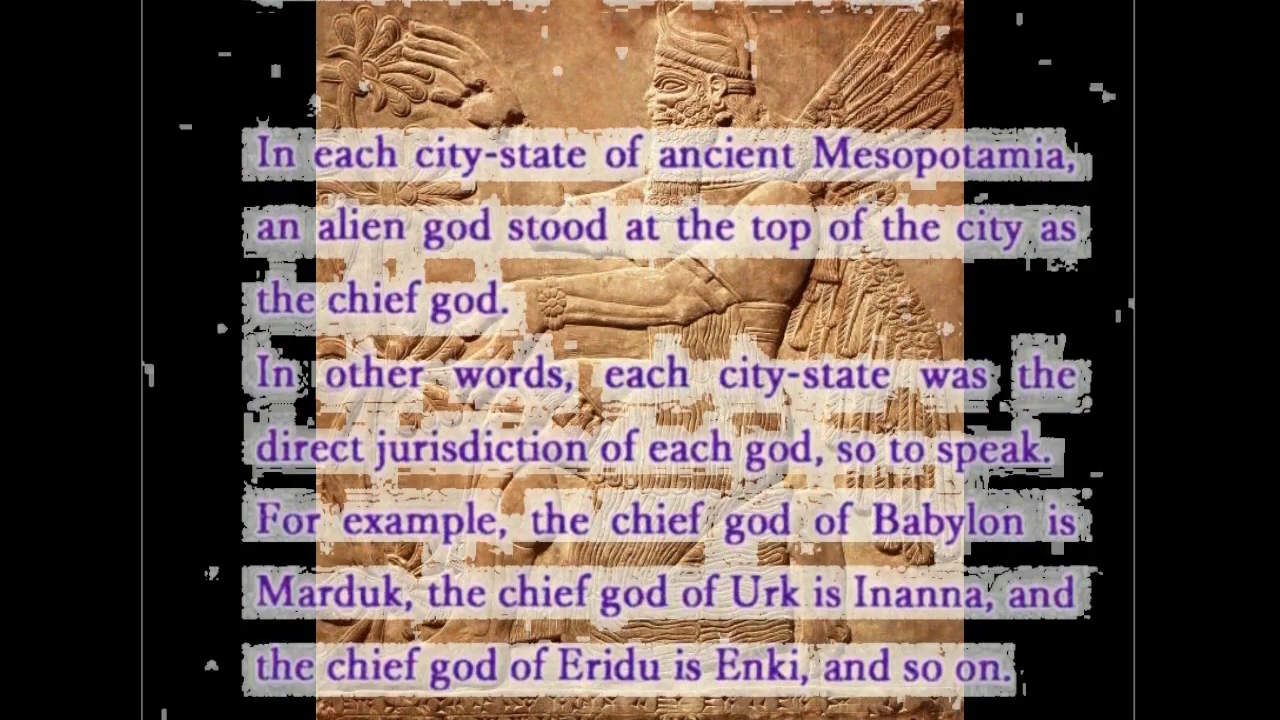 In each city-state of ancient Mesopotamia,
an alien god stood at the top of the city as
the chief god.
In other words, each city-state was the
direct jurisdiction of each god, so to speak.
For example, the chief god of Babylon is
Marduk, the chief god of Urk is Inanna, and
the chief god of Eridu is Enki, and so on.